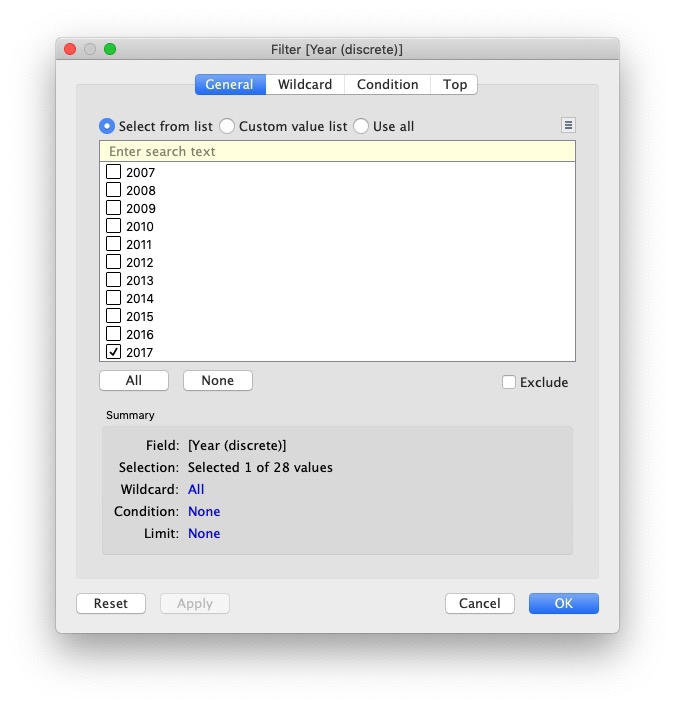 Filter [Year (discrete)]
General Wildcard Condition Top
Select from list Custom value list Use all
Enter search text
2007
2008
2009
2010
2011
2012
2013
2014
2015
2016
2017
All None Exclude
Summary
Field: [Year (discrete)]
Selection: Selected 1 of 28 values
Wildcard: All
Condition: None
Limit: None
Reset Apply Cancel OK